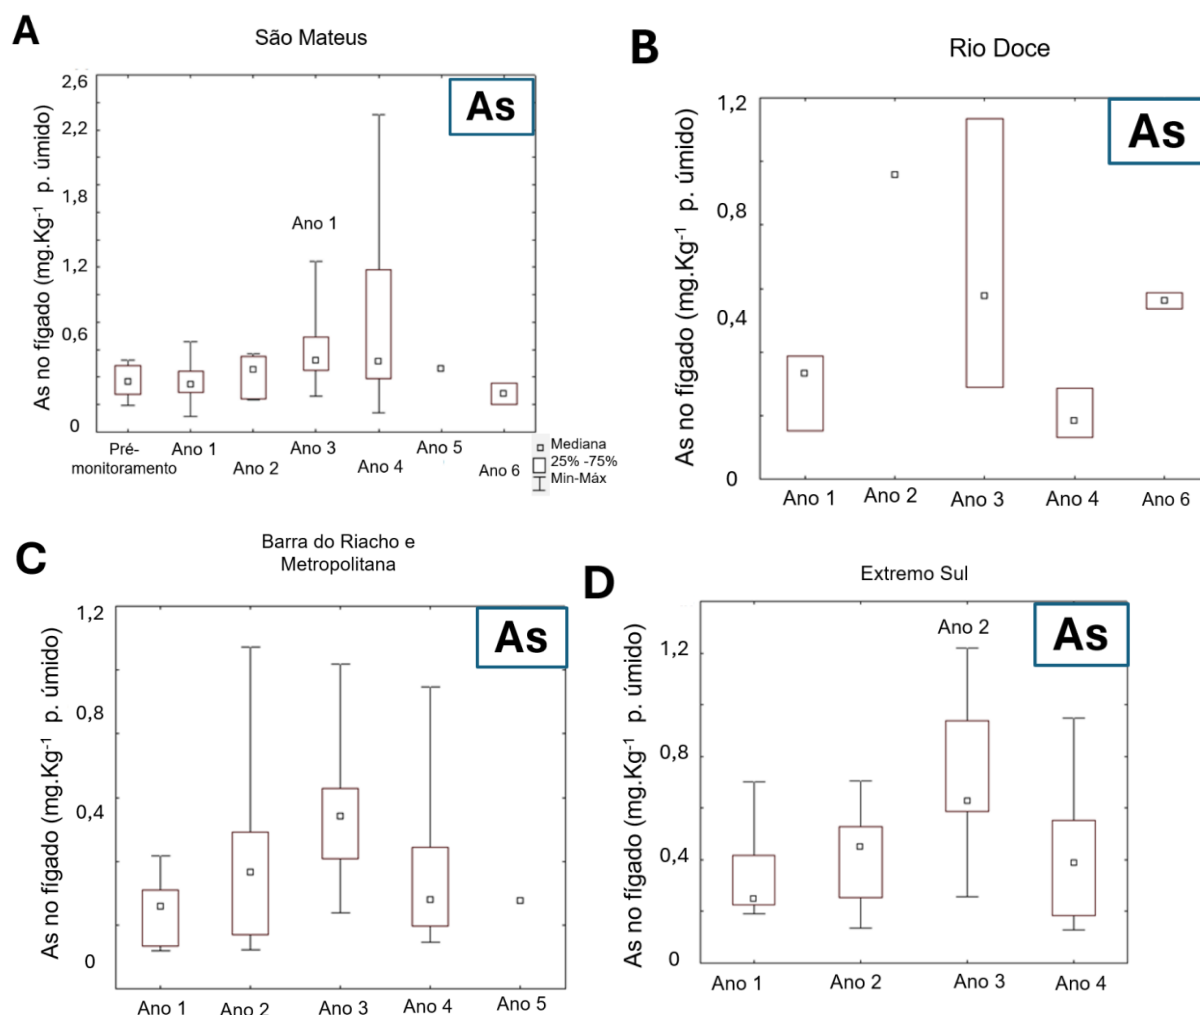 A
São Mateus
As
As no fígado (mg.Kg⁻¹ p. úmido)
2,6
2,2
1,8
1,2
0,6
0
Ano 1
Pré-
monitoramento
Ano 1
Ano 2
Ano 3
Ano 4
Ano 5
Ano 6
Mediana
25% -75%
Min-Máx
B
Rio Doce
As
As no fígado (mg.Kg⁻¹ p. úmido)
1,2
0,8
0,4
0
Ano 1
Ano 2
Ano 3
Ano 4
Ano 6
C
Barra do Riacho e
Metropolitana
As
As no fígado (mg.Kg⁻¹ p. úmido)
1,2
0,8
0,4
0
Ano 1
Ano 2
Ano 3
Ano 4
Ano 5
D
Extremo Sul
As
As no fígado (mg.Kg⁻¹ p. úmido)
Ano 2
1,2
0,8
0,4
0
Ano 1
Ano 2
Ano 3
Ano 4